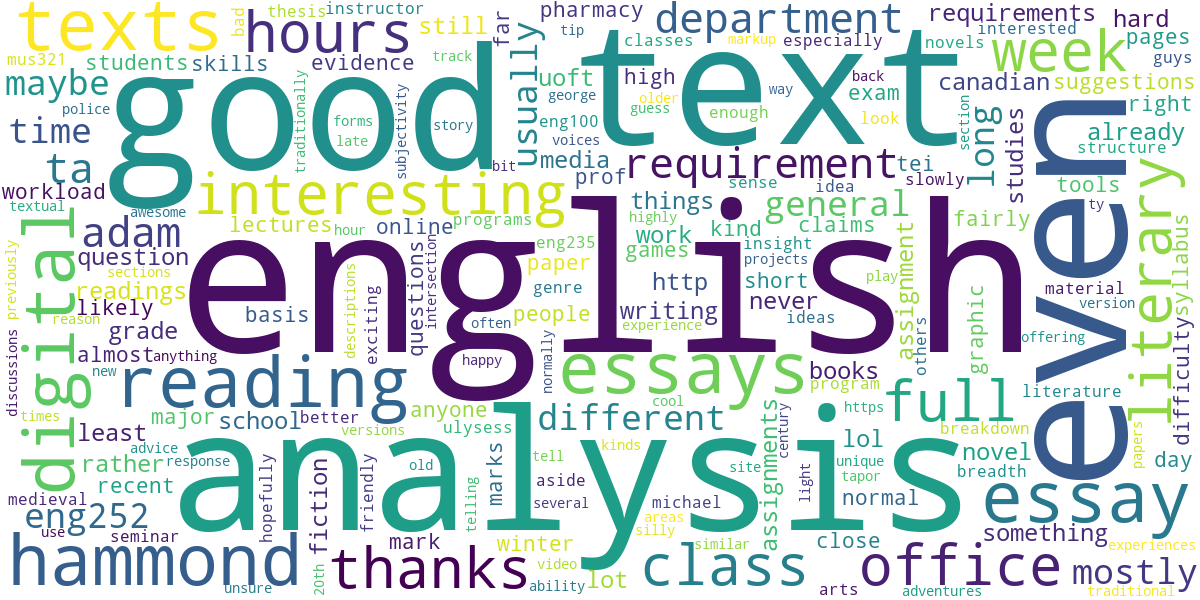 texts
bad
thesis
instructor
pharmacy
department
requirements
hard
hours
skills
still
far
tip
uoft
classes
markup
especially
novels
interested
pages
guys
mus321
students
evidence
track
week
maybe
police
good
text
usually
george
high
back
exam
canadian
suggestions
right
time
traditionally
forms
late
subjectivity
story
eng100
voices
guess
older
enough
way
look
section
long
studies
already
structure
ta
bit
media
prof
requirement
tei
slowly
even
workload
textual
awesome
interesting
things
sense
idea
general
tools
ty
literary
digital
adam
lectures
hour
online
programs
highly
kind
claims
fairly
syllabus
question
sections
english
eng235
work
games
insight
projects
assignment
previously
readings
questions
intersection
paper
genre
http
short
play
material
version
likely
descriptions
exciting
often
people
writing
never
ideas
others
graphic
offering
difficulty
reason
grade
basis
experience
almost
anything
happy
normally
essays
books
program
literature
discussions
new
reading
cool
full
times
major
school
better
anyone
different
https
breakdown
least
versions
ulysess
century
lol
novel
papers
advice
response
analysis
marks
kinds
assignments
unique
breadth
day
rather
recent
old
tell
site
light
tapor
medieval
hopefully
fiction
friendly
telling
aside
several
michael
normal
essay
eng252
use
seminar
mark
winter
areas
silly
similar
close
something
experiences
hammond
unsure
20th
thanks
video
ability
lot
class
arts
office
adventures
mostly
traditional